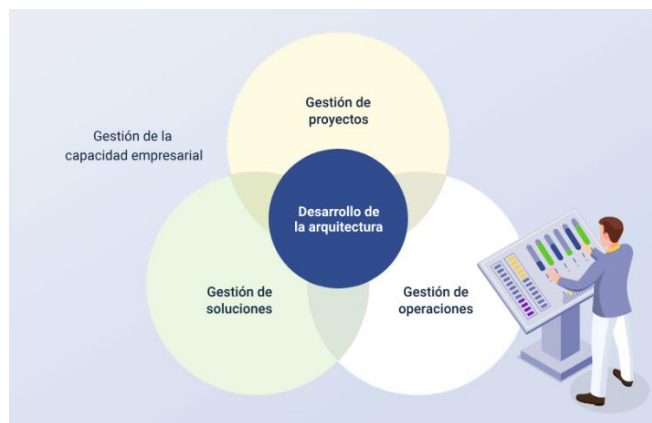 Gestión de
proyectos
Gestión de la
capacidad empresarial
Desarrollo de
la arquitectura
Gestión de
soluciones
Gestión de
operaciones